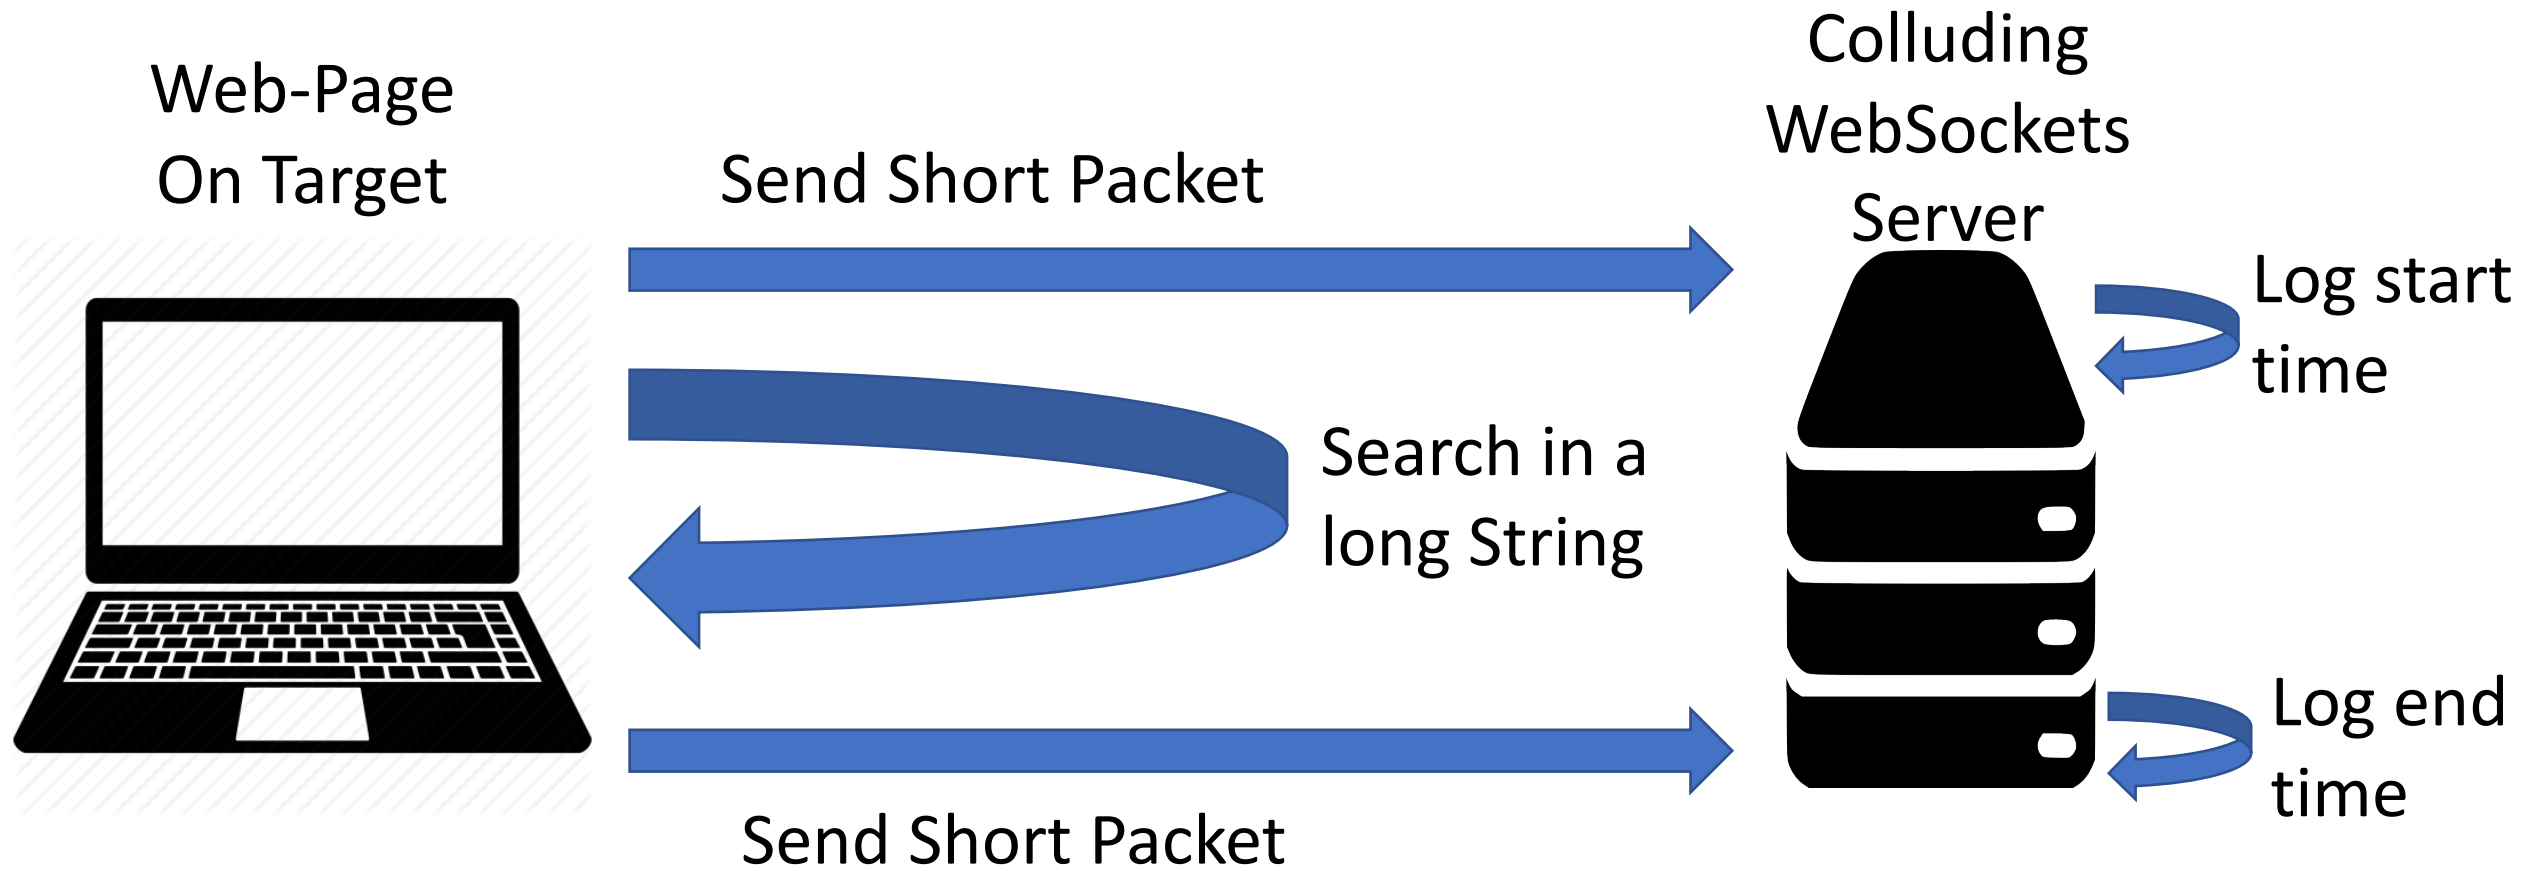 Web-Page
On Target
Send Short Packet
Colluding
WebSockets
Server
Log start
time
Search in a
long String
Log end
time
Send Short Packet